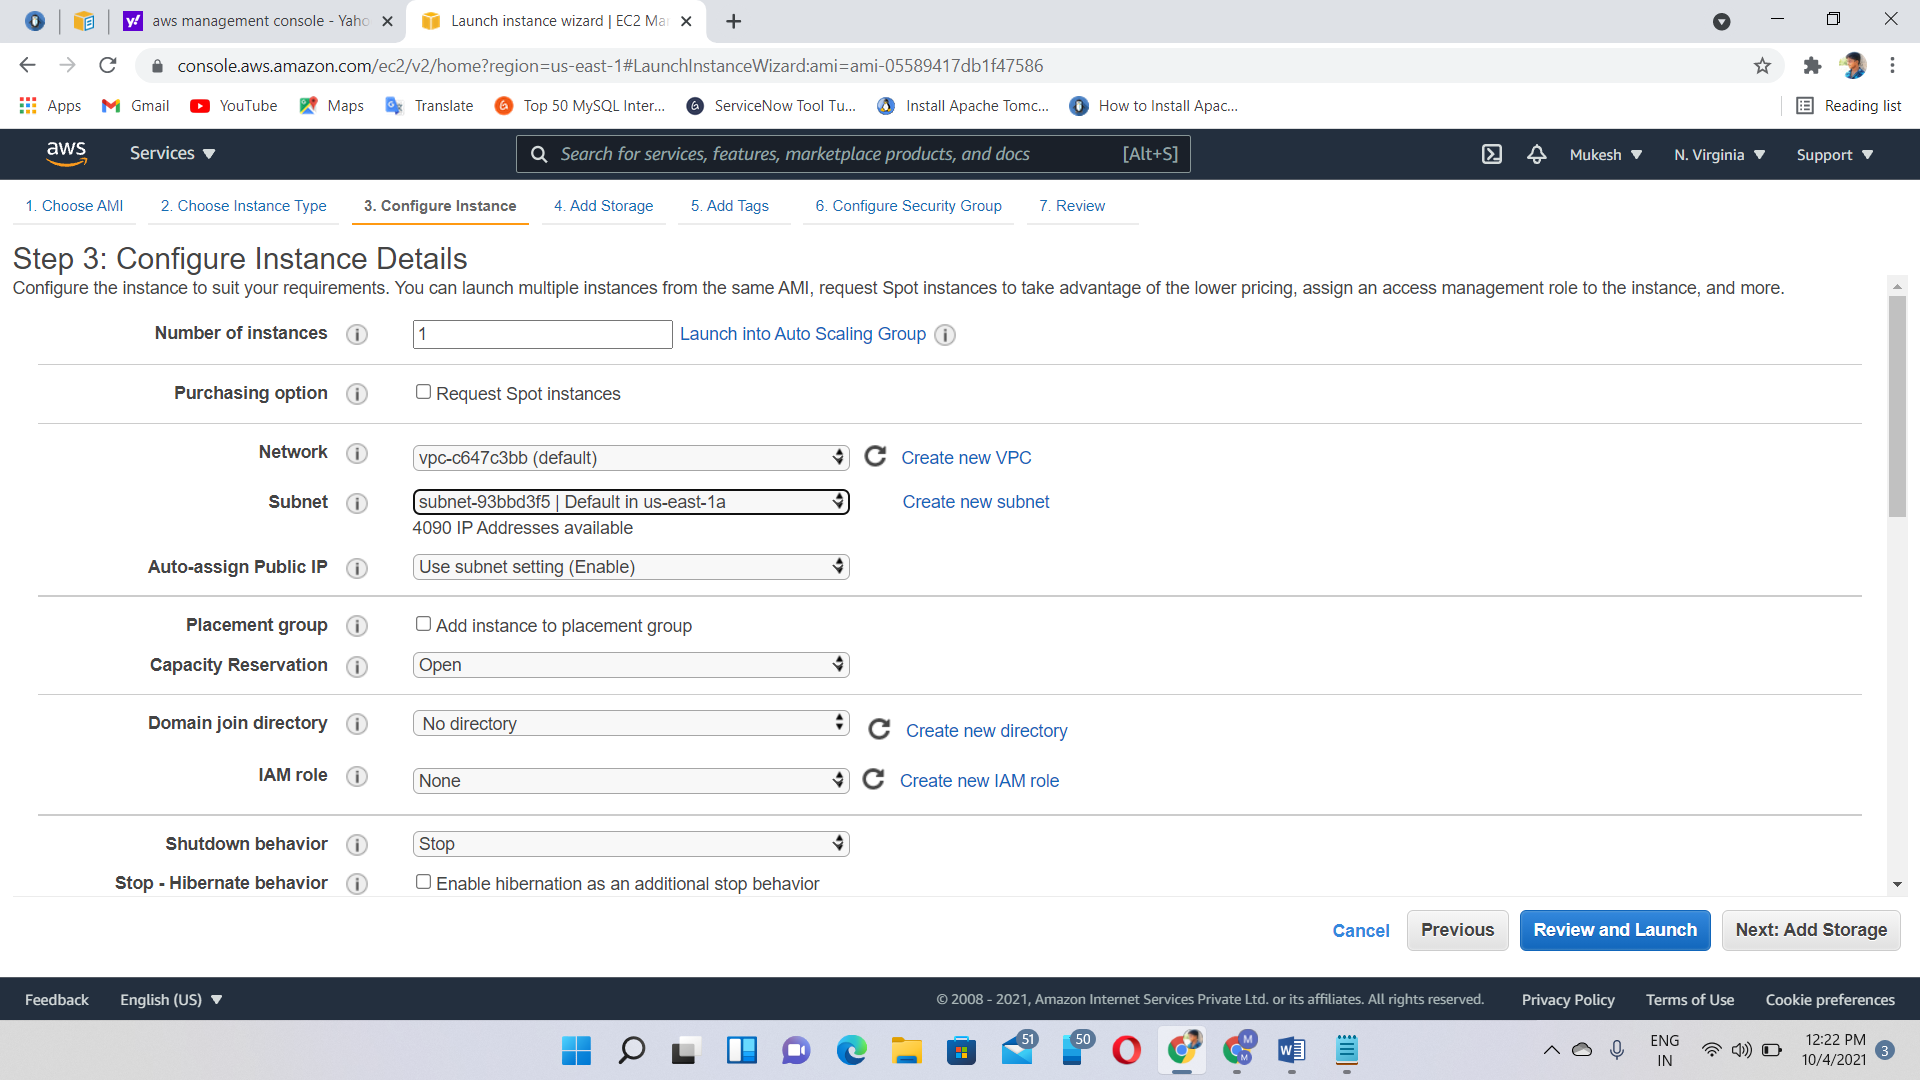 aws management console - Yaho
Launch instance wizard | EC2 Man
console.aws.amazon.com/ec2/v2/home?region=us-east-1#LaunchInstanceWizard:ami=ami-05589417db1f47586
Apps
Gmail
YouTube
Maps
Translate
Top 50 MySQL Inter...
ServiceNow Tool Tu...
Install Apache Tomc...
How to Install Apac...
Reading list
aws
Services
Search for services, features, marketplace products, and docs
[Alt+S]
Mukesh
N. Virginia
Support
1. Choose AMI
2. Choose Instance Type
3. Configure Instance
4. Add Storage
5. Add Tags
6. Configure Security Group
7. Review
Step 3: Configure Instance Details
Configure the instance to suit your requirements. You can launch multiple instances from the same AMI, request Spot instances to take advantage of the lower pricing, assign an access management role to the instance, and more.
Number of instances
1
Launch into Auto Scaling Group
Purchasing option
Request Spot instances
Network
vpc-c647c3bb (default)
Create new VPC
Subnet
subnet-93bbd3f5 | Default in us-east-1a
Create new subnet
4090 IP Addresses available
Auto-assign Public IP
Use subnet setting (Enable)
Placement group
Add instance to placement group
Capacity Reservation
Open
Domain join directory
No directory
Create new directory
IAM role
None
Create new IAM role
Shutdown behavior
Stop
Stop - Hibernate behavior
Enable hibernation as an additional stop behavior
Cancel
Previous
Review and Launch
Next: Add Storage
Feedback
English (US)
© 2008 - 2021, Amazon Internet Services Private Ltd. or its affiliates. All rights reserved.
Privacy Policy
Terms of Use
Cookie preferences
51
50
M
M
ENG
IN
12:22 PM
10/4/2021
3